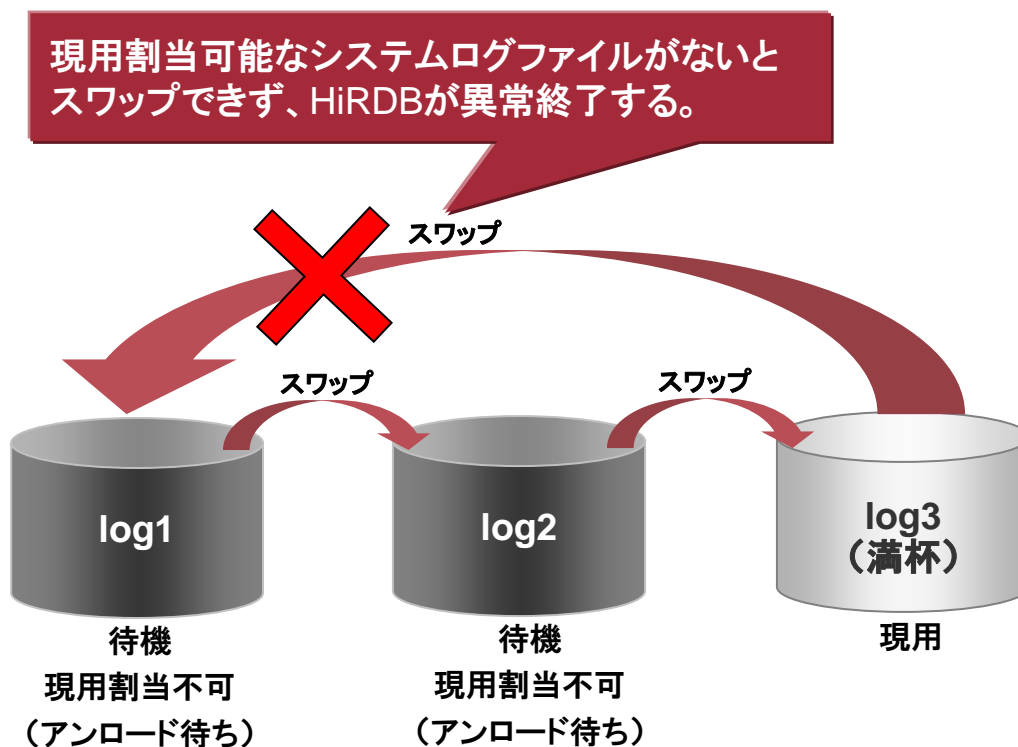 現用割当可能なシステムログファイルがないと
スワップできず、HiRDBが異常終了する。
スワップ
スワップ
スワップ
log1
log2
log3
（満杯）
待機
現用割当不可
（アンロード待ち）
待機
現用割当不可
（アンロード待ち）
現用